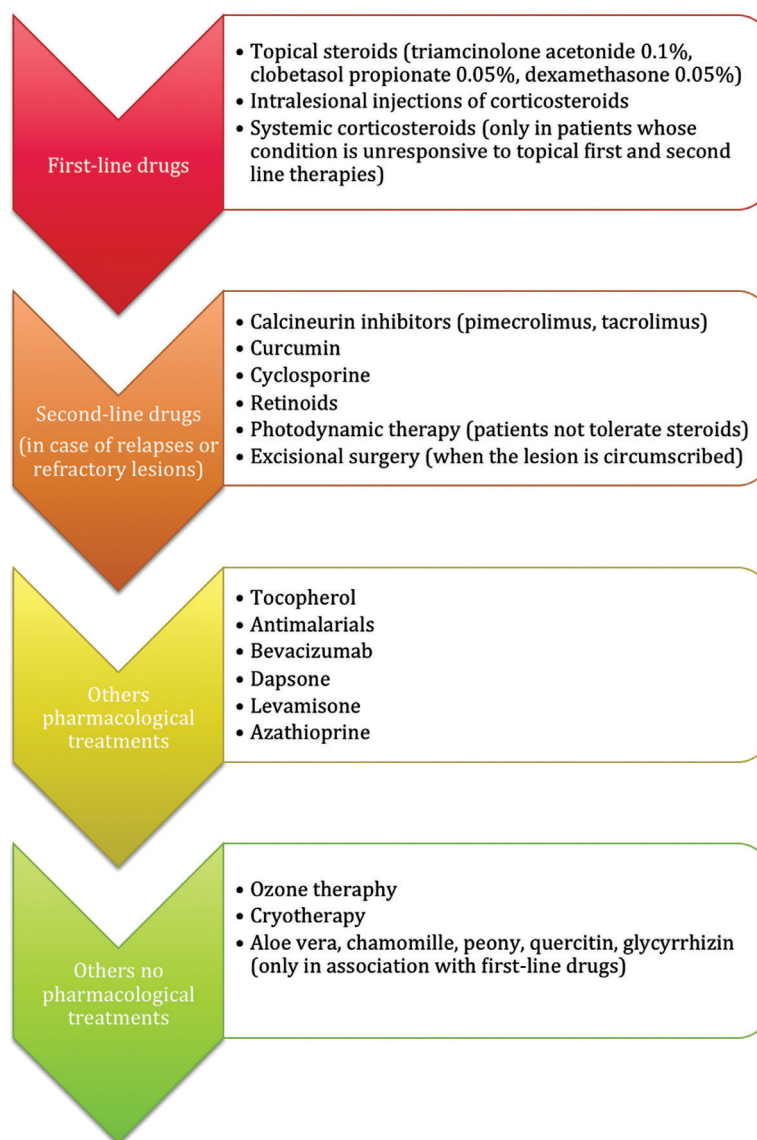 First-line drugs
• Topical steroids (triamcinolone acetonide 0.1%,
clobetasol propionate 0.05%, dexamethasone 0.05%)
• Intralesional injections of corticosteroids
• Systemic corticosteroids (only in patients whose
condition is unresponsive to topical first and second
line therapies)
Second-line drugs
(in case of relapses or
refractory lesions)
• Calcineurin inhibitors (pimecrolimus, tacrolimus)
• Curcumin
• Cyclosporine
• Retinoids
• Photodynamic therapy (patients not tolerate steroids)
• Excisional surgery (when the lesion is circumscribed)
Others
pharmacological
treatments
• Tocopherol
• Antimalarials
• Bevacizumab
• Dapsone
• Levamisone
• Azathioprine
Others no
pharmacological
treatments
• Ozone theraphy
• Cryotherapy
• Aloe vera, chamomille, peony, quercitin, glycyrrhizin
(only in association with first-line drugs)